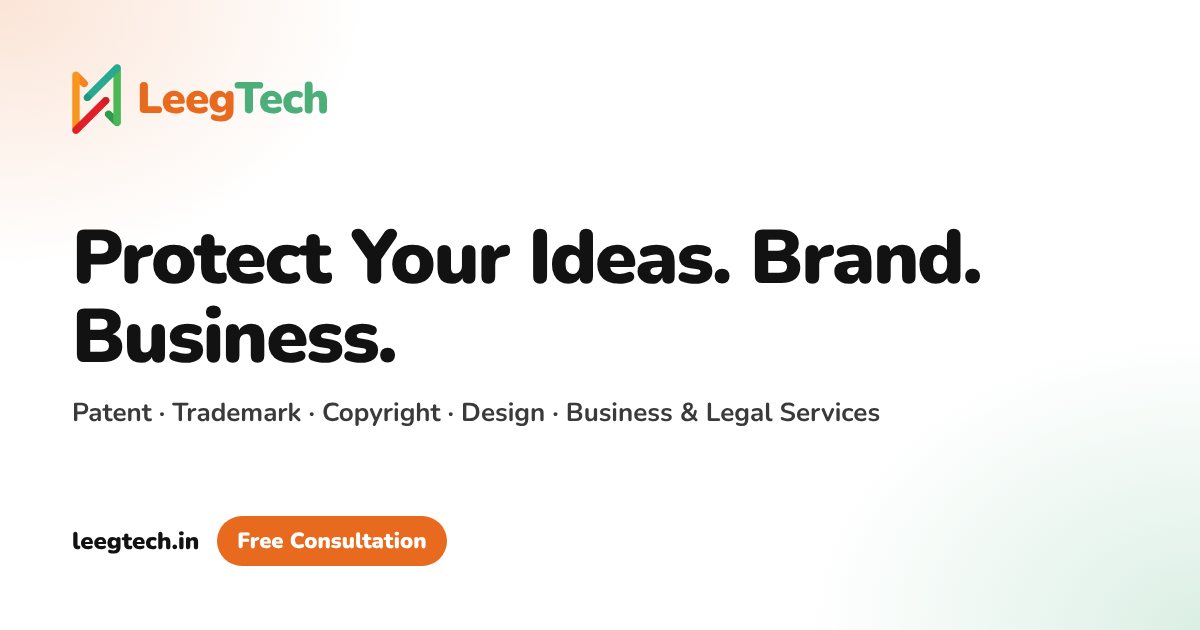 LeegTech
Protect Your Ideas. Brand.
Business.
Patent · Trademark · Copyright · Design · Business & Legal Services
leegtech.in Free Consultation